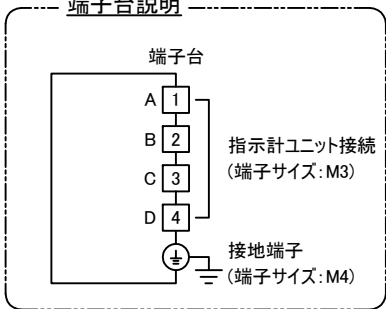 端子台説明
端子台
A 1
B 2
C 3
D 4
指示計ユニット接続
(端子サイズ:M3)
接地端子
(端子サイズ:M4)